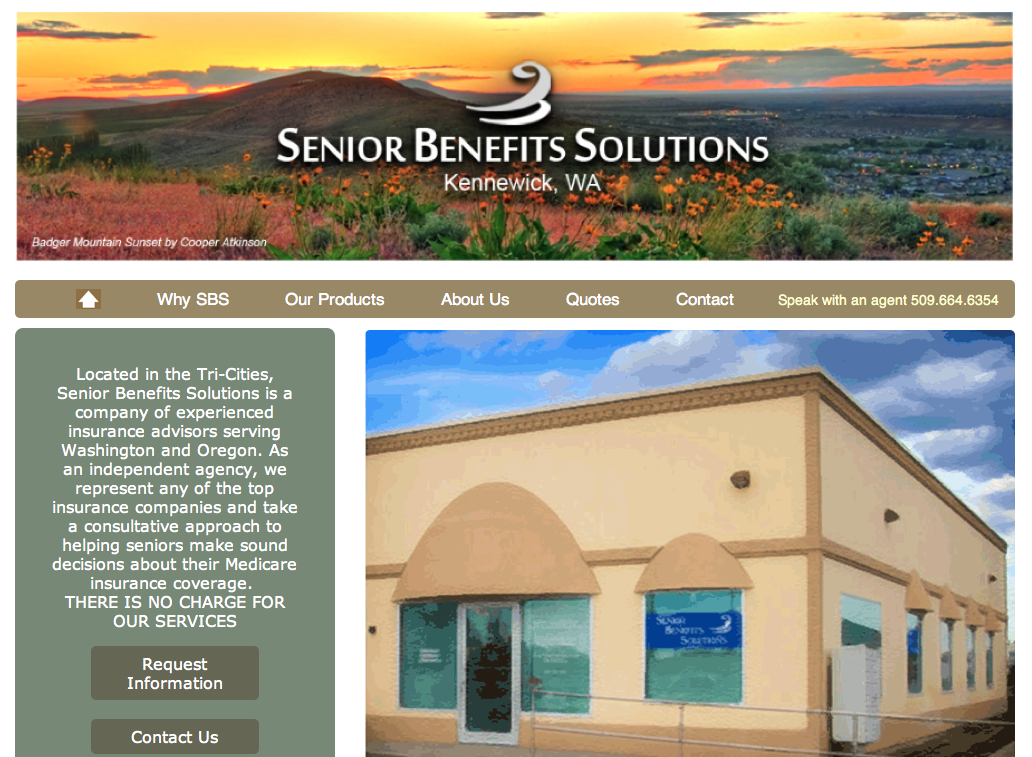 SENIOR BENEFITS SOLUTIONS
Kennewick, WA
Badger Mountain Sunset by Cooper Atkinson
Why SBS
Our Products
About Us
Quotes
Contact
Speak with an agent 509.664.6354
Located in the Tri-Cities,
Senior Benefits Solutions is a
company of experienced
insurance advisors serving
Washington and Oregon. As
an independent agency, we
represent any of the top
insurance companies and take
a consultative approach to
helping seniors make sound
decisions about their Medicare
insurance coverage.
THERE IS NO CHARGE FOR
OUR SERVICES
Request
Information
Contact Us
SENIOR
BENEFITS
SOLUTIONS